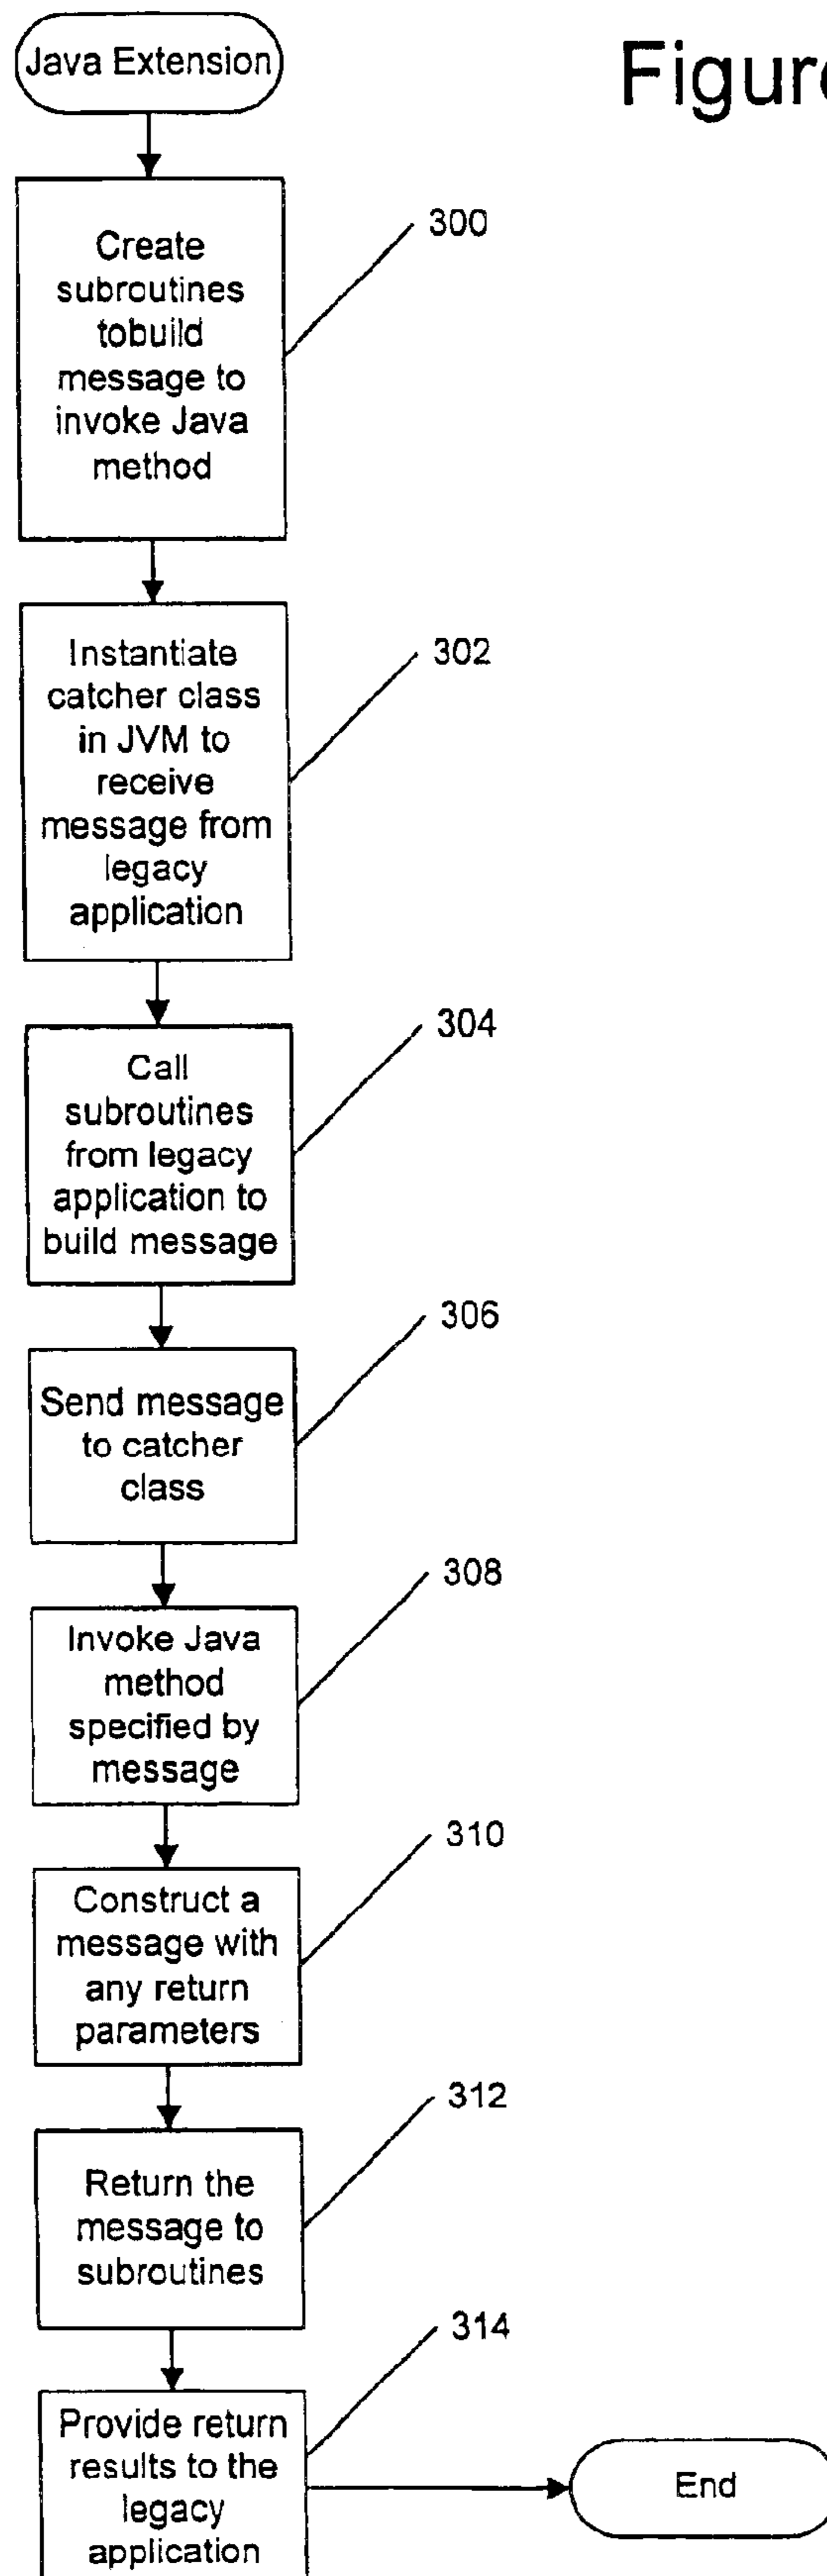 Java Extension
Figure
Create
subroutines
tobuild
message to
invoke Java
method
300
Instantiate
catcher class
in JVM to
receive
message from
legacy
application
302
Call
subroutines
from legacy
application to
build message
304
Send message
to catcher
class
306
Invoke Java
method
specified by
message
308
Construct a
message with
any return
parameters
310
Return the
message to
subroutines
312
Provide return
results to the
legacy
application
314
End